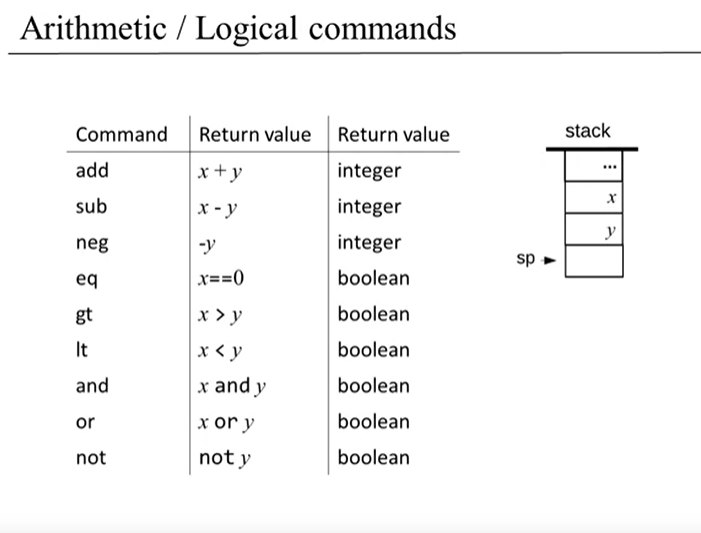 Arithmetic / Logical commands
Command Return value Return value
add x + y integer
sub x - y integer
neg -y integer
eq x==0 boolean
gt x > y boolean
lt x < y boolean
and x and y boolean
or x or y boolean
not not y boolean
stack
...
x
y
sp